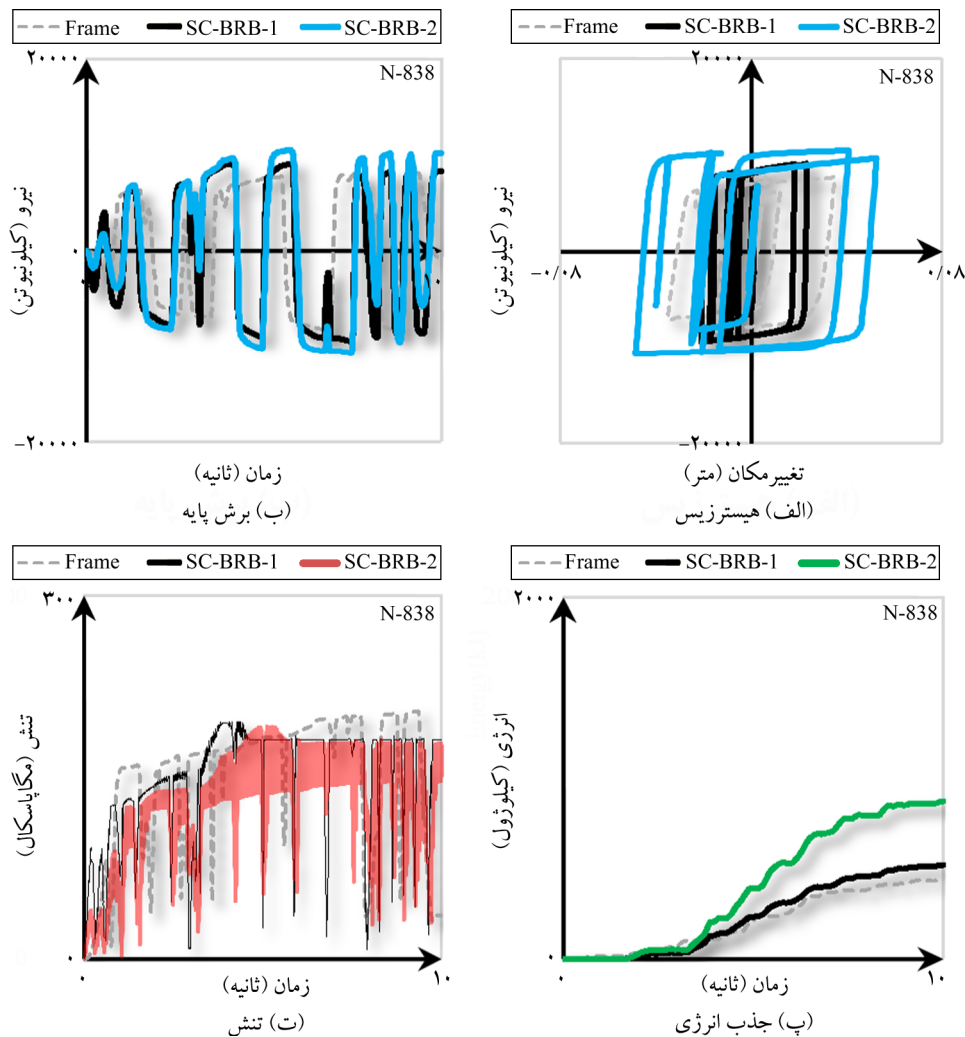 Frame SC-BRB-1 SC-BRB-2
N-838
۲۰۰۰۰
۰
-۲۰۰۰۰
نیرو (کیلونیوتن)
زمان (ثانیه)
(ب) برش پایه
Frame SC-BRB-1 SC-BRB-2
N-838
۲۰۰۰۰
-۰/۰۸
۰/۰۸
-۲۰۰۰۰
نیرو (کیلونیوتن)
تغییرمکان (متر)
(الف) هیسترزیس
Frame SC-BRB-1 SC-BRB-2
N-838
۳۰۰
۰
۰
۱۰
تنش (مگاپاسکال)
زمان (ثانیه)
(ت) تنش
Frame SC-BRB-1 SC-BRB-2
N-838
۲۰۰۰
۰
۰
۱۰
انرژی (کیلوژول)
زمان (ثانیه)
(پ) جذب انرژی